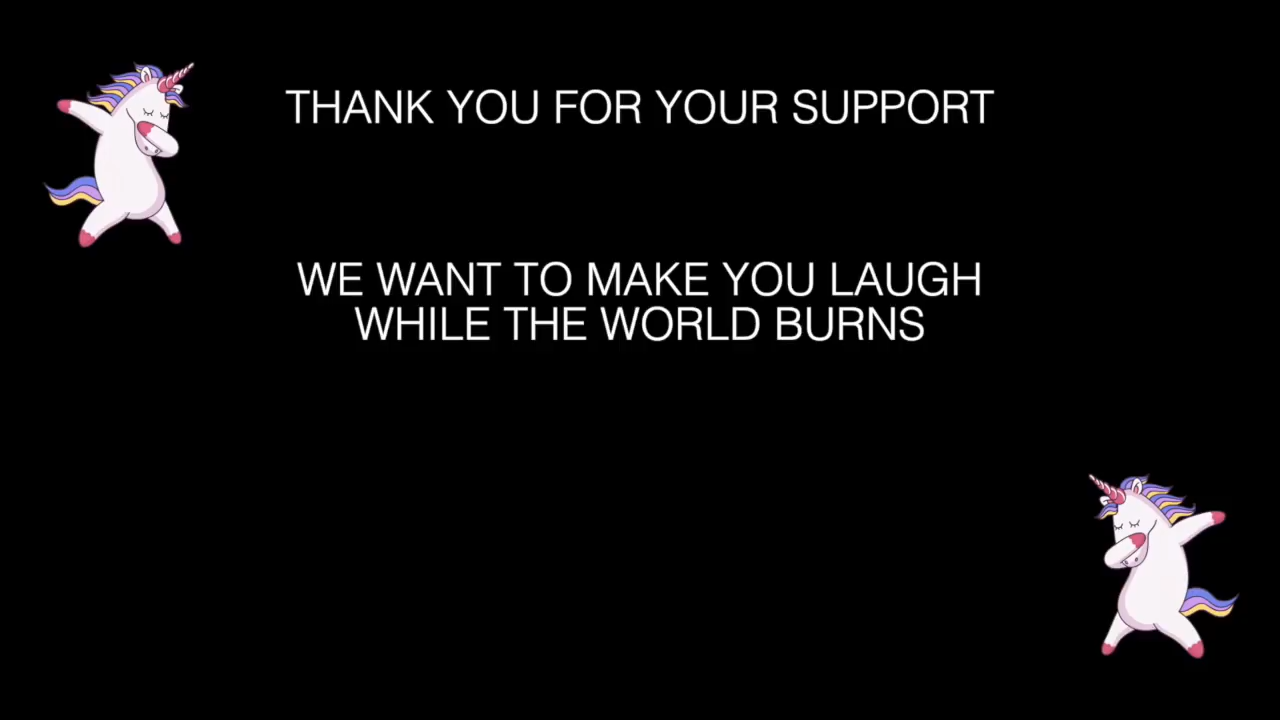 THANK YOU FOR YOUR SUPPORT
WE WANT TO MAKE YOU LAUGH
WHILE THE WORLD BURNS